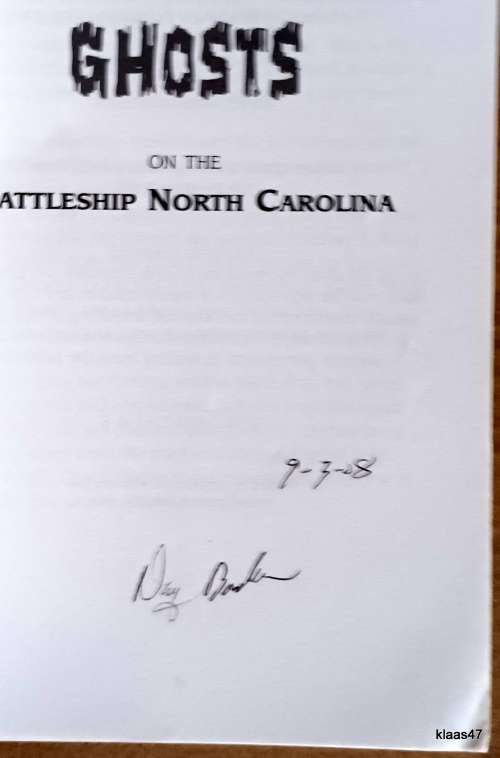 GHOSTS
ON THE
ATTLESHIP NORTH CAROLINA
9-3-08
klaas47